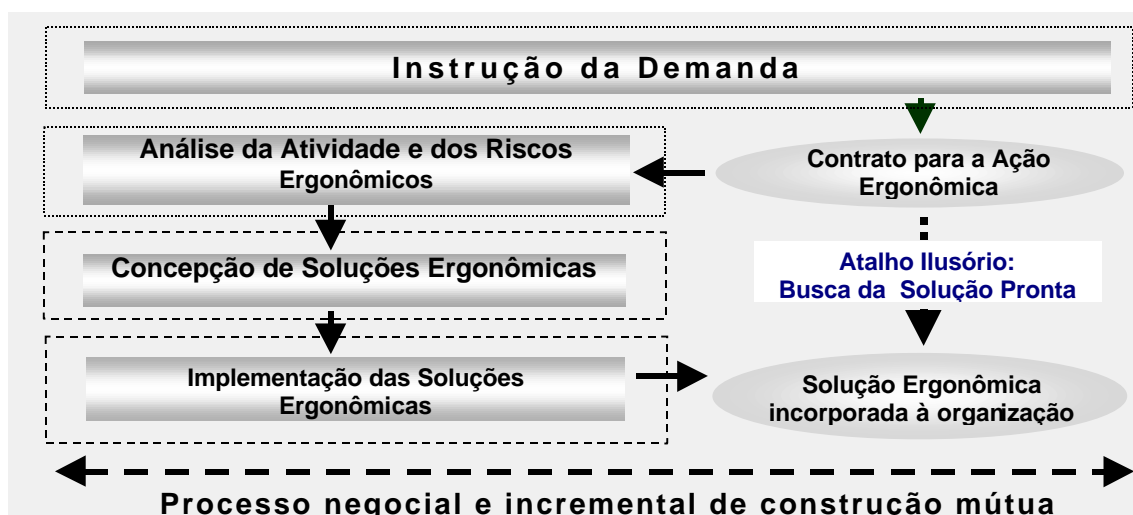 Instrução da Demanda
Análise da Atividade e dos Riscos
Ergonômicos
Contrato para a Ação
Ergonômica
Concepção de Soluções Ergonômicas
Atalho Ilusório:
Busca da Solução Pronta
Implementação das Soluções
Ergonômicas
Solução Ergonômica
incorporada à organização
Processo negocial e incremental de construção mútua